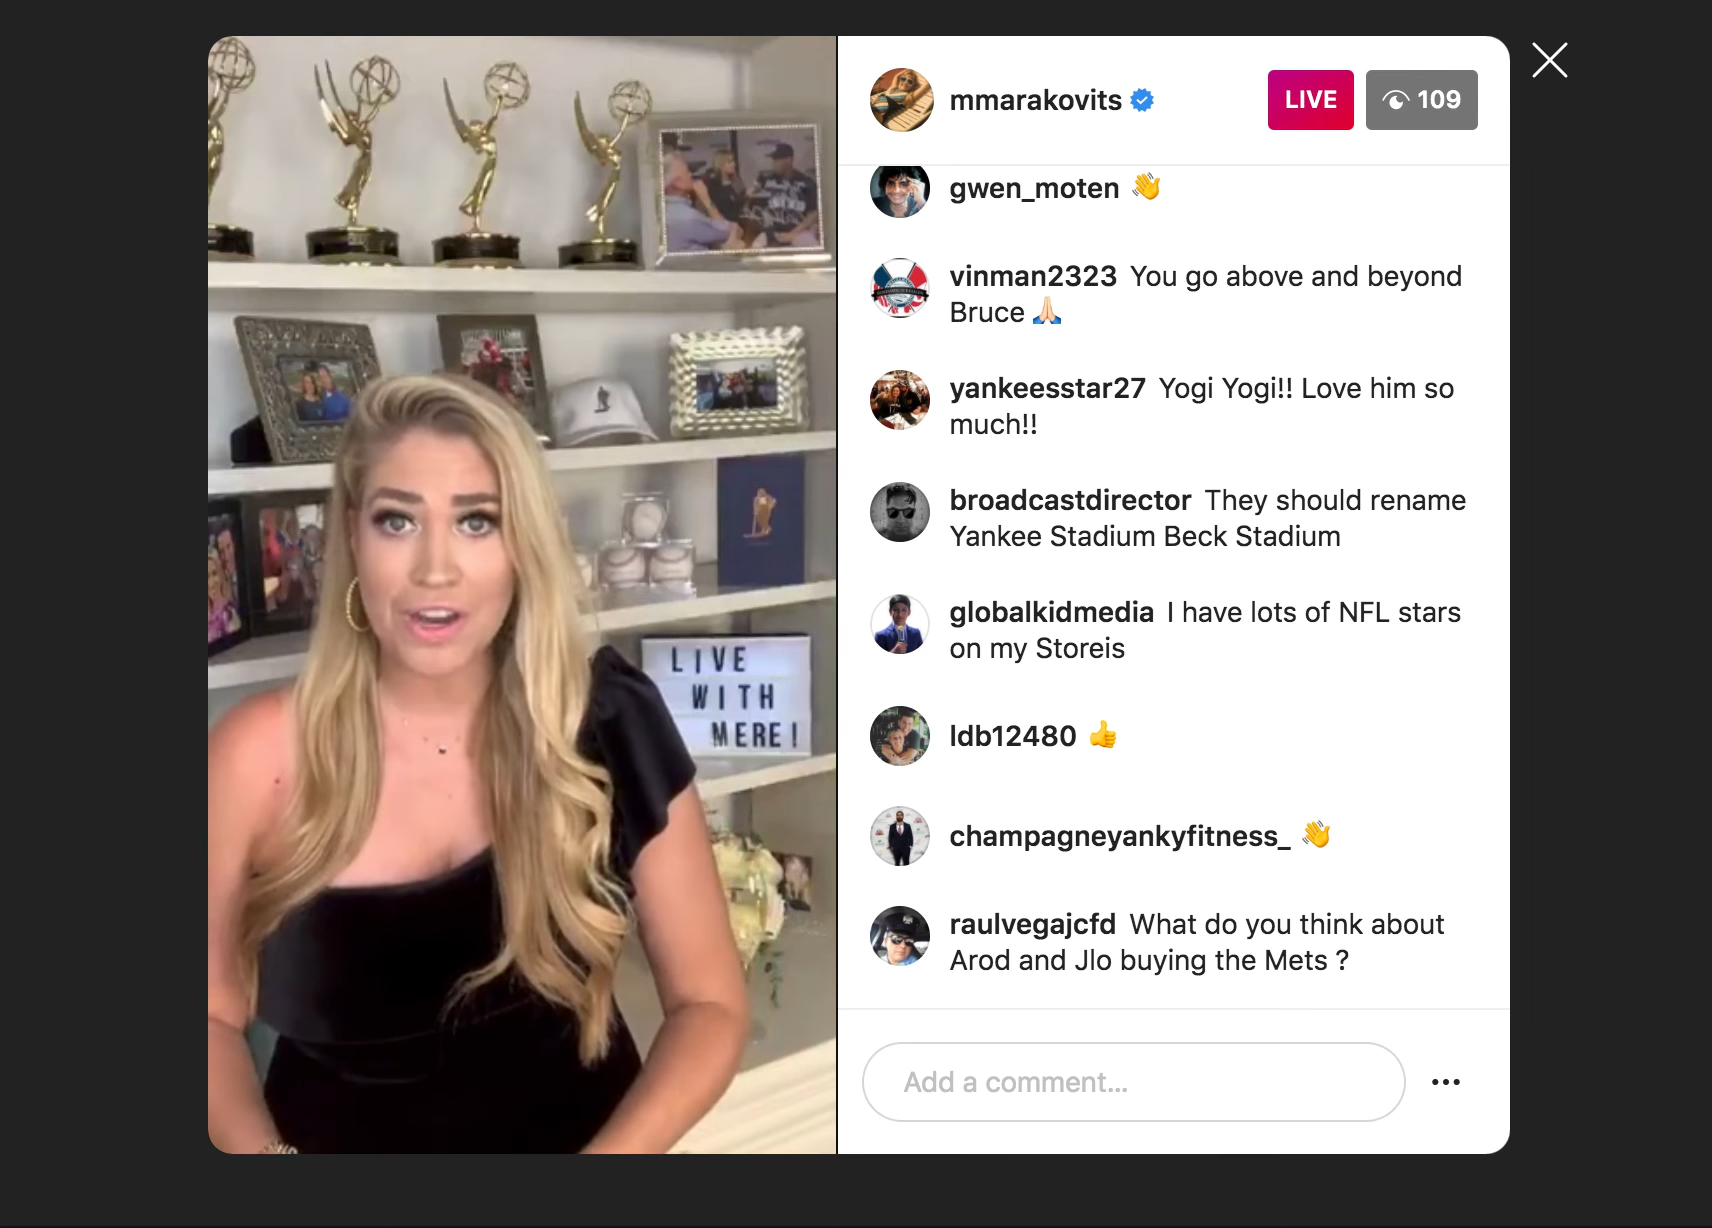 LIVE
WITH
MERE!
mmarakovits
LIVE
109
gwen_moten 👋
vinman2323 You go above and beyond
Bruce 🙏🏻
yankeesstar27 Yogi Yogi!! Love him so
much!!
broadcastdirector They should rename
Yankee Stadium Beck Stadium
globalkidmedia I have lots of NFL stars
on my Storeis
ldb12480 👍
champagneyankyfitness_ 👋
raulvegajcfd What do you think about
Arod and Jlo buying the Mets ?
Add a comment...